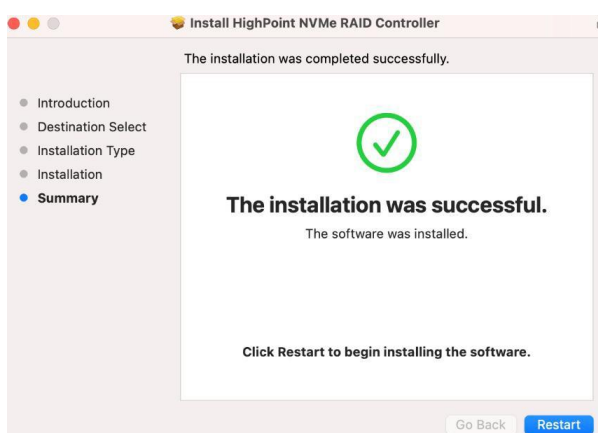 Install HighPoint NVMe RAID Controller
The installation was completed successfully.
Introduction
Destination Select
Installation Type
Installation
Summary
The installation was successful.
The software was installed.
Click Restart to begin installing the software.
Go Back
Restart